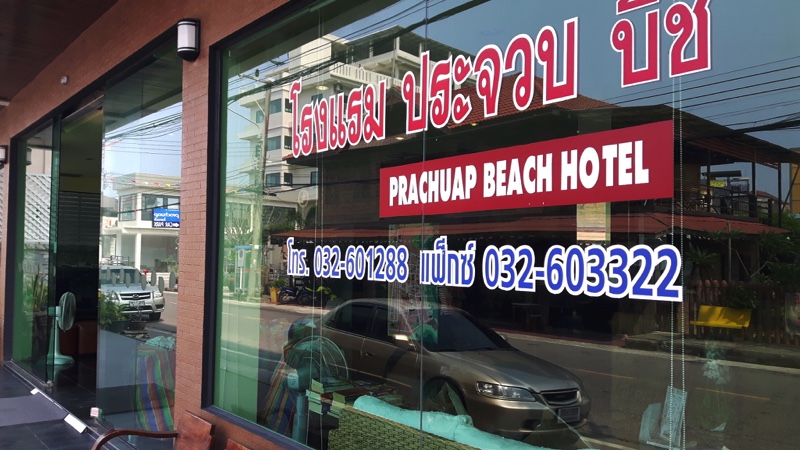 โรงแรม ประจวบ บีช
PRACHUAP BEACH HOTEL
โทร. 032-601288 แฟ็กซ์ 032-603322